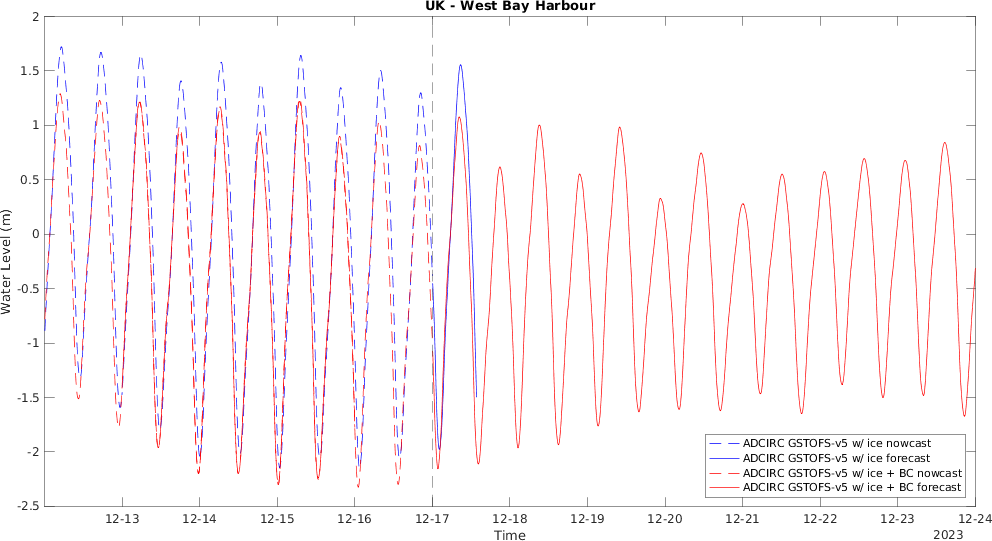 UK - West Bay Harbour
2
1.5
1
0.5
0
-0.5
-1
-1.5
-2
-2.5
Water Level (m)
12-13 12-14 12-15 12-16 12-17 12-18 12-19 12-20 12-21 12-22 12-23 12-24
Time
2023
ADCIRC GSTOFS-v5 w/ ice nowcast
ADCIRC GSTOFS-v5 w/ ice forecast
ADCIRC GSTOFS-v5 w/ ice + BC nowcast
ADCIRC GSTOFS-v5 w/ ice + BC forecast